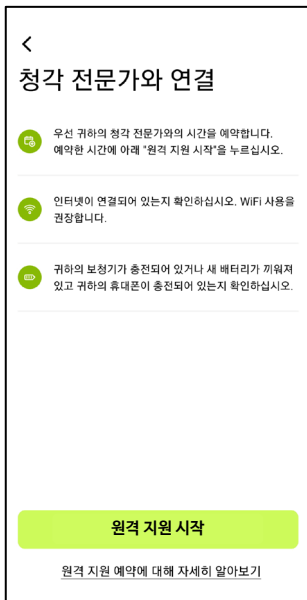 청각 전문가와 연결
우선 귀하의 청각 전문가와의 시간을 예약합니다.
예약한 시간에 아래 "원격 지원 시작"을 누르십시오.
인터넷이 연결되어 있는지 확인하십시오. WiFi 사용을
권장합니다.
귀하의 보청기가 충전되어 있거나 새 배터리가 끼워져
있고 귀하의 휴대폰이 충전되어 있는지 확인하십시오.
원격 지원 시작
원격 지원 예약에 대해 자세히 알아보기